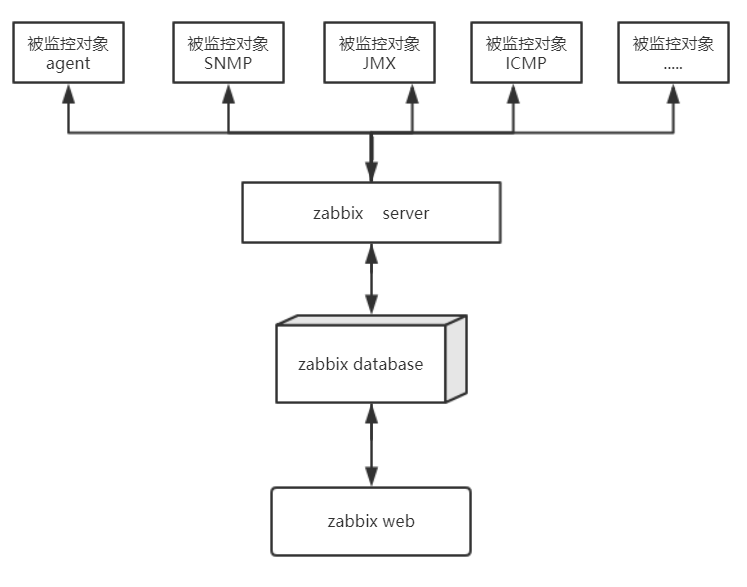 被监控对象
agent
被监控对象
SNMP
被监控对象
JMX
被监控对象
ICMP
被监控对象
.....
zabbix server
zabbix database
zabbix web